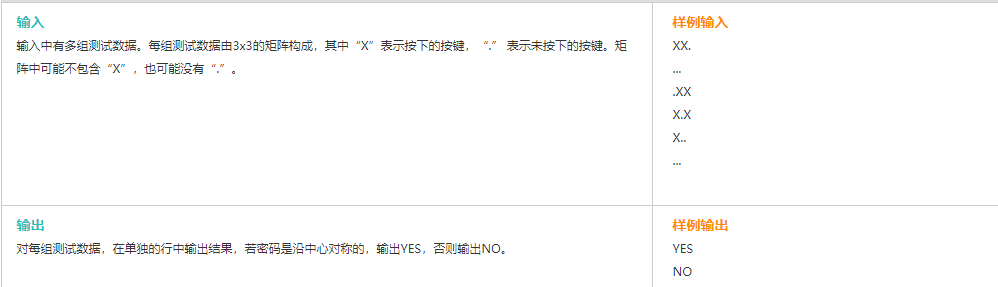 输入
输入中有多组测试数据。每组测试数据由3x3的矩阵构成，其中“X”表示按下的按键，“.” 表示未按下的按键。矩
阵中可能不包含“X”，也可能没有“.”。
样例输入
XX.
...
.XX
X.X
X..
...
输出
对每组测试数据，在单独的行中输出结果，若密码是沿中心对称的，输出YES，否则输出NO。
样例输出
YES
NO